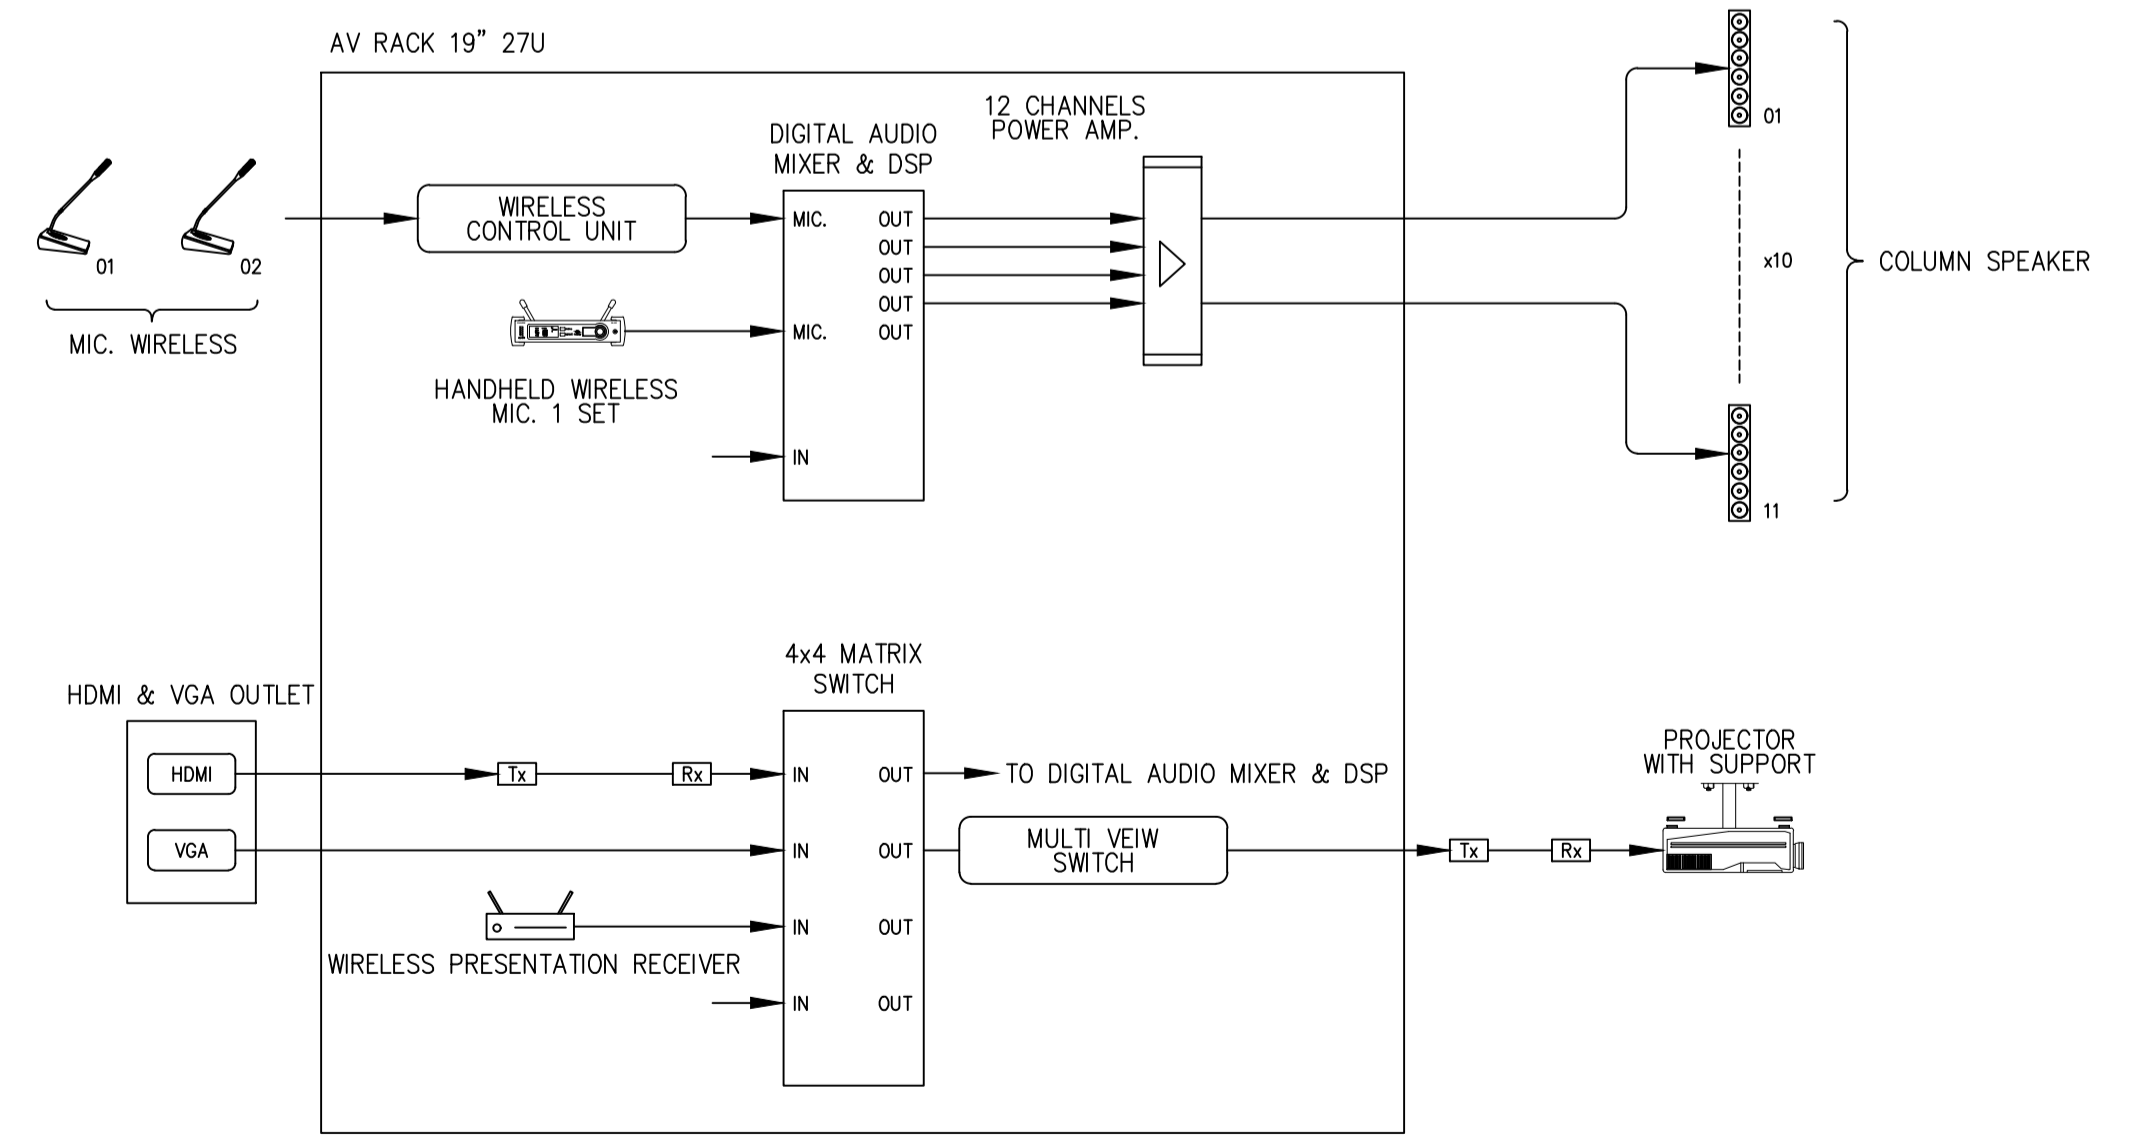 AV RACK 19” 27U
12 CHANNELS
POWER AMP.
DIGITAL AUDIO
MIXER & DSP
01
WIRELESS
CONTROL UNIT
MIC.
OUT
OUT
OUT
OUT
MIC.
OUT
IN
01
02
MIC. WIRELESS
x10
COLUMN SPEAKER
HANDHELD WIRELESS
MIC. 1 SET
11
4x4 MATRIX
SWITCH
HDMI & VGA OUTLET
HDMI
Tx
Rx
IN
OUT
TO DIGITAL AUDIO MIXER & DSP
PROJECTOR
WITH SUPPORT
VGA
IN
OUT
MULTI VEIW
SWITCH
Tx
Rx
IN
OUT
WIRELESS PRESENTATION RECEIVER
IN
OUT